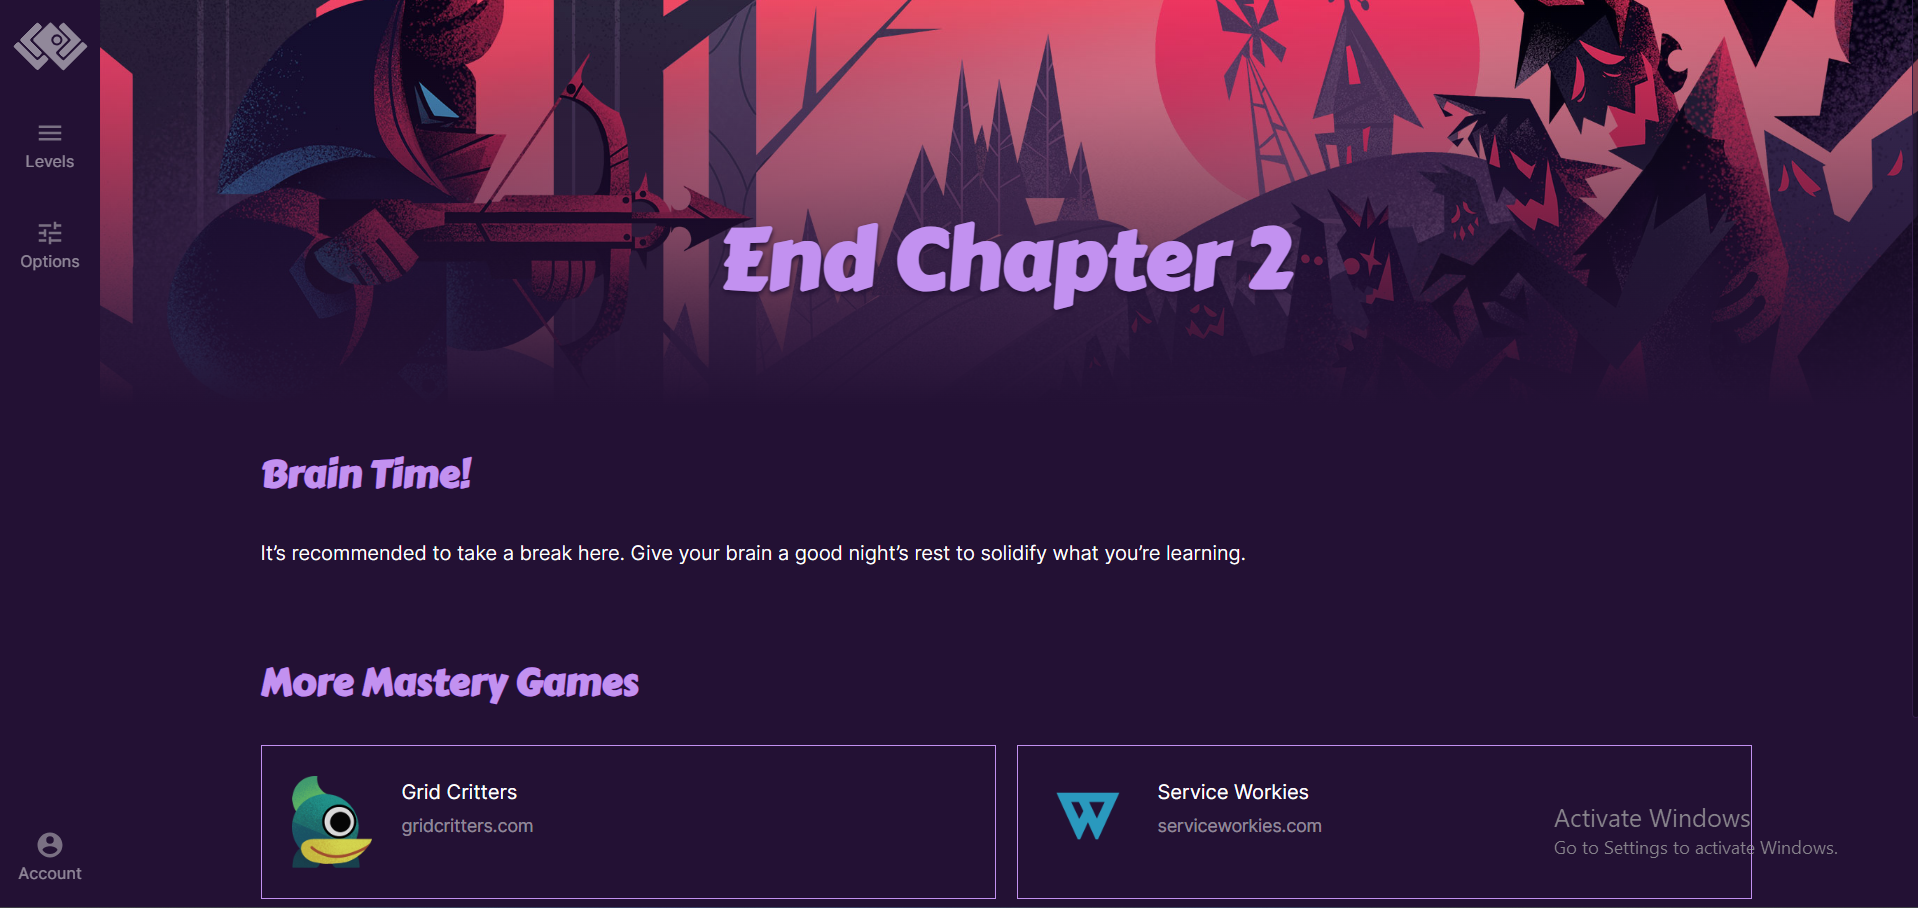 Levels
Options
End Chapter 2
Brain Time!
It’s recommended to take a break here. Give your brain a good night’s rest to solidify what you’re learning.
More Mastery Games
Grid Critters
gridcritters.com
Service Workies
serviceworkies.com
Activate Windows
Go to Settings to activate Windows.
Account